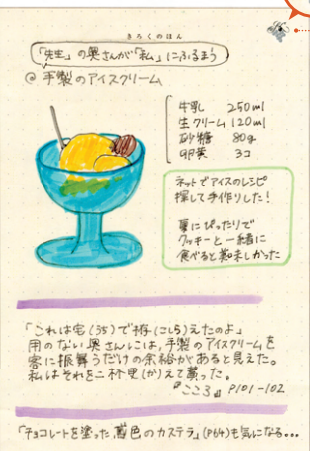 きろくのほん
「先生」の奥さんが「私」にふるまう
◎手製のアイスクリーム
牛乳 250ml
生クリーム 120ml
砂糖 80g
卵黄 3コ
ネットでアイスのレシピ
探して手作りした!
夏にぴったりで
クッキーと一緒に
食べると美味しかった
「これは宅(うち)で拵(こしら)えたのよ」
用のない奥さんには、手製のアイスクリームを
客に振舞うだけの余裕があると見えた。
私はそれを二杯更(か)えて貰った。
『こころ』 P101-102
「チョコレートを塗った鳶色のカステラ」(P64)も気になる…